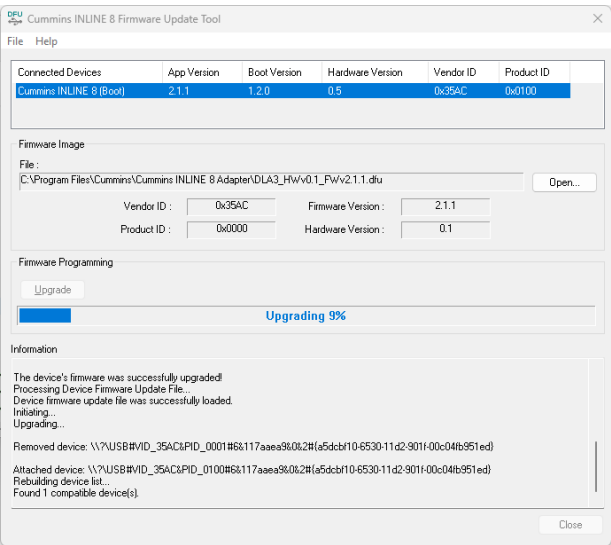 DFU Cummins INLINE 8 Firmware Update Tool
File Help
Connected Devices App Version Boot Version Hardware Version Vendor ID Product ID
Cummins INLINE 8 (Boot) 2.1.1 1.2.0 0.5 0x35AC 0x0100
Firmware Image
File :
C:\Program Files\Cummins\Cummins INLINE 8 Adapter\DLA3_HWv0.1_FWv2.1.1.dfu Open...
Vendor ID : 0x35AC Firmware Version : 2.1.1
Product ID : 0x0000 Hardware Version : 0.1
Firmware Programming
Upgrade
Upgrading 9%
Information
The device's firmware was successfully upgraded!
Processing Device Firmware Update File...
Device firmware update file was successfully loaded.
Initiating...
Upgrading...
Removed device: \\?\USB#VID_35AC&PID_0001#6&117aaea9&0&2#{a5dcbf10-6530-11d2-901f-00c04fb951ed}
Attached device: \\?\USB#VID_35AC&PID_0100#6&117aaea9&0&2#{a5dcbf10-6530-11d2-901f-00c04fb951ed}
Rebuilding device list...
Found 1 compatible device(s).
Close